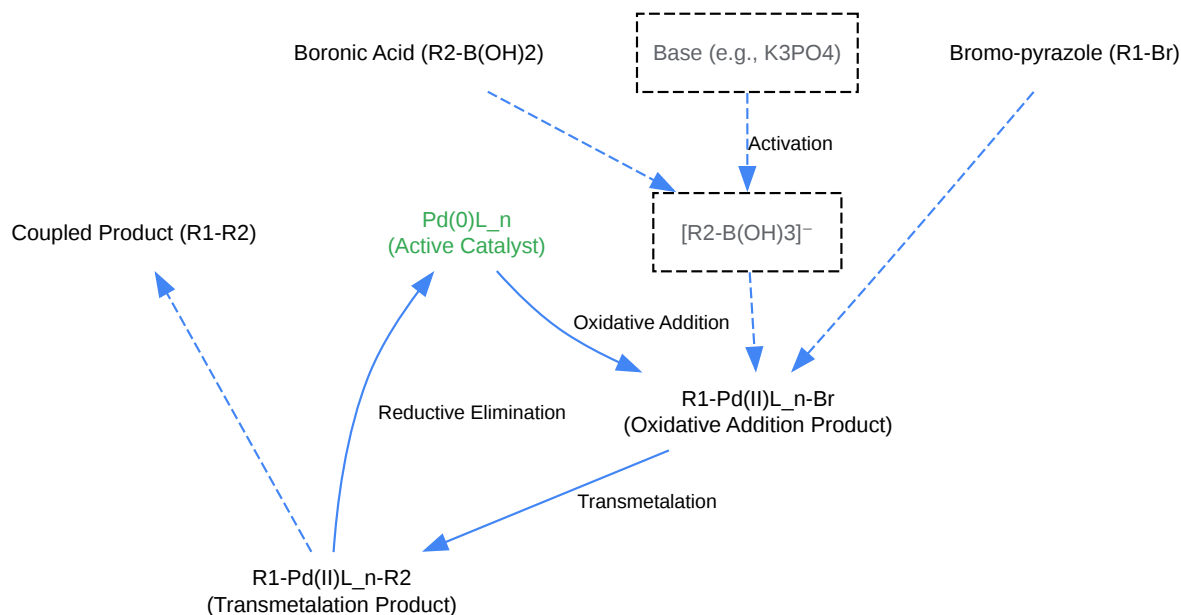 Boronic Acid (R2-B(OH)2)
Base (e.g., K3PO4)
Bromo-pyrazole (R1-Br)
Activation
Coupled Product (R1-R2)
Pd(0)L_n
(Active Catalyst)
[R2-B(OH)3]⁻
Oxidative Addition
R1-Pd(II)L_n-Br
(Oxidative Addition Product)
Reductive Elimination
Transmetalation
R1-Pd(II)L_n-R2
(Transmetalation Product)